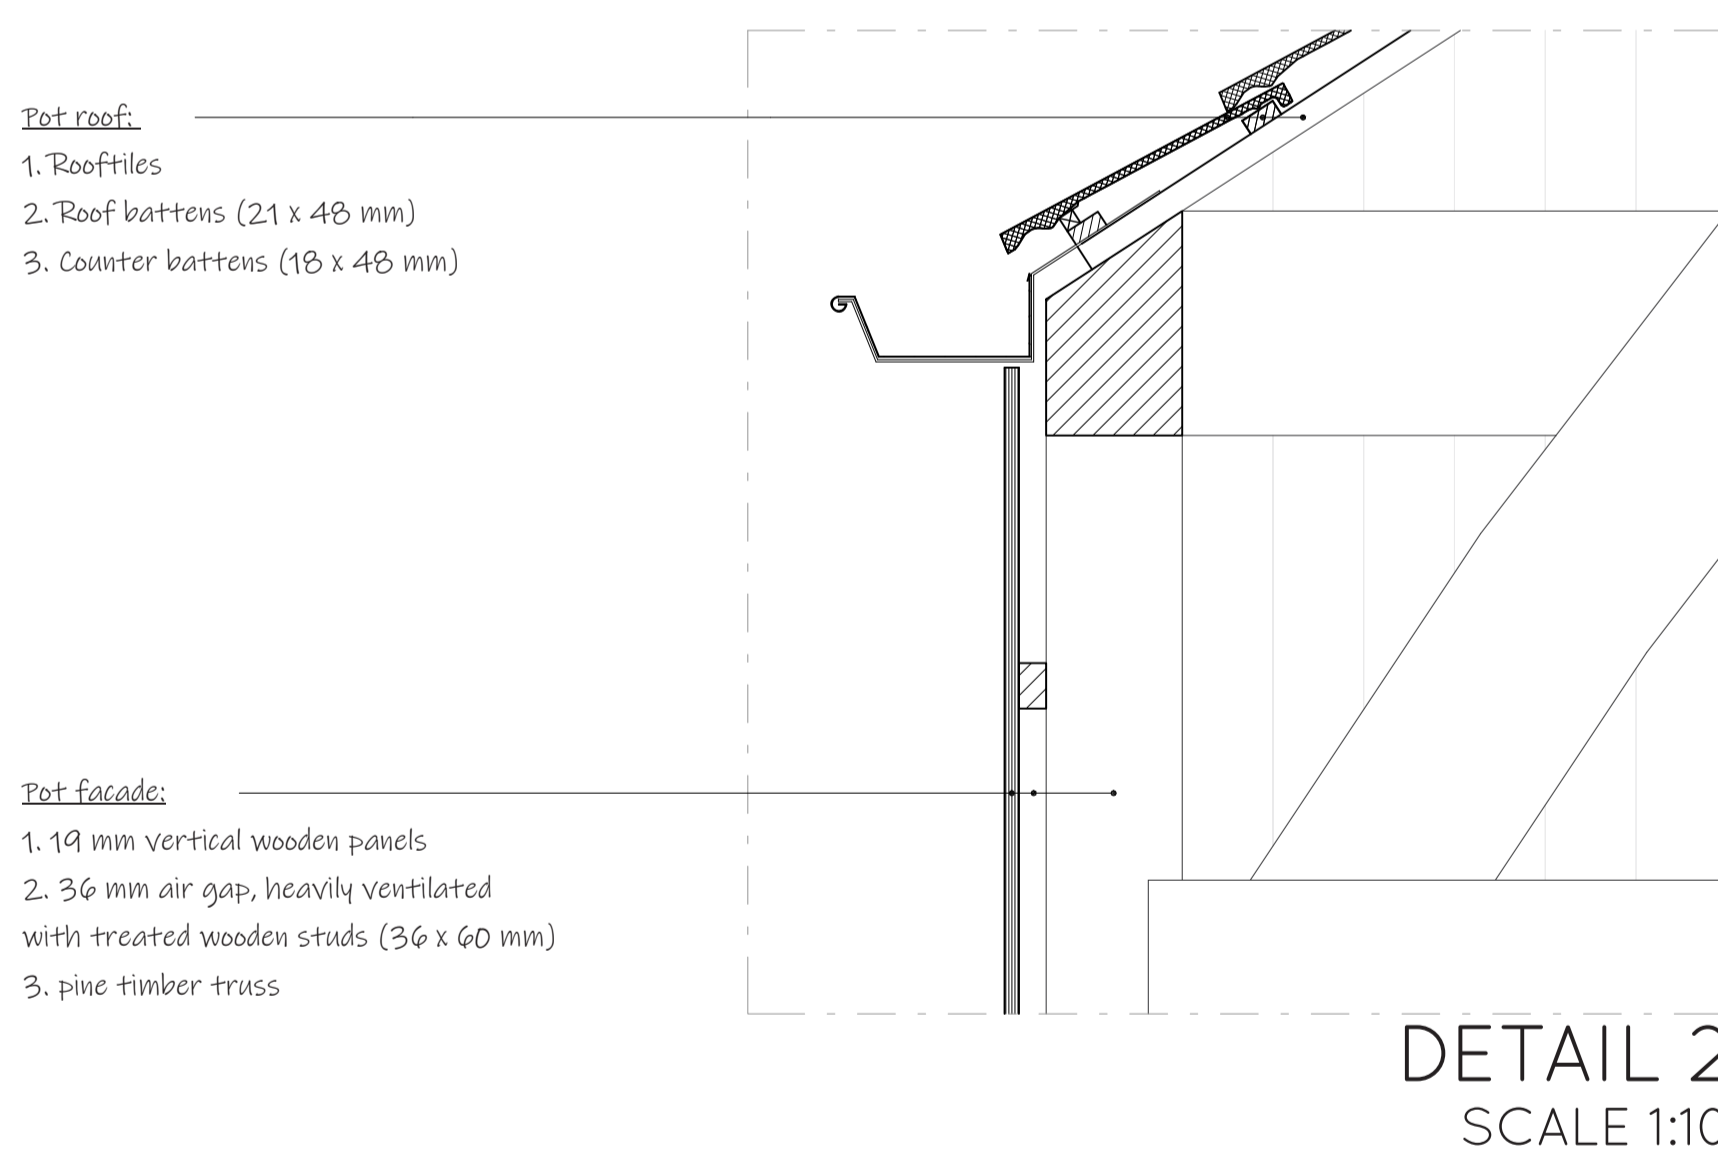 Pot roof:
1. Rooftiles
2. Roof battens (21 x 48 mm)
3. Counter battens (18 x 48 mm)
Pot facade:
1. 19 mm vertical wooden panels
2. 36 mm air gap, heavily ventilated
with treated wooden studs (36 x 60 mm)
3. pine timber truss
DETAIL 2
SCALE 1:10